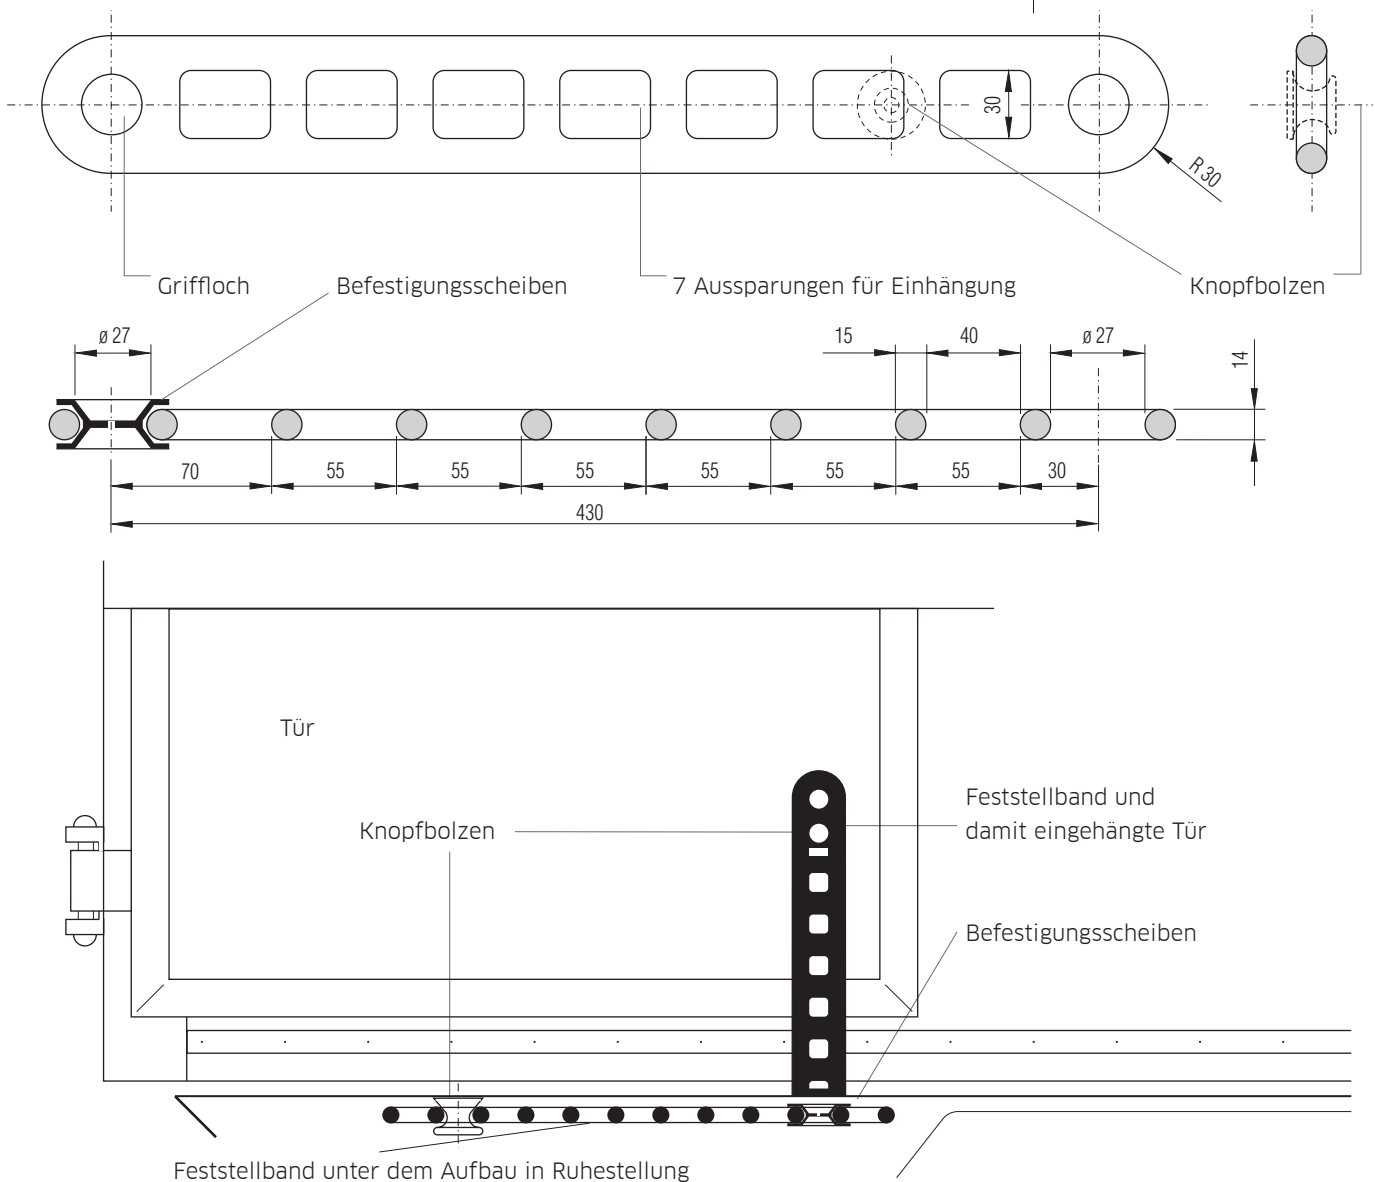 30
R 30
Griffloch
Befestigungsscheiben
7 Aussparungen für Einhängung
Knopfbolzen
ø 27
15
40
ø 27
14
70
55
55
55
55
55
55
30
430
Tür
Knopfbolzen
Feststellband und
damit eingehängte Tür
Befestigungsscheiben
Feststellband unter dem Aufbau in Ruhestellung